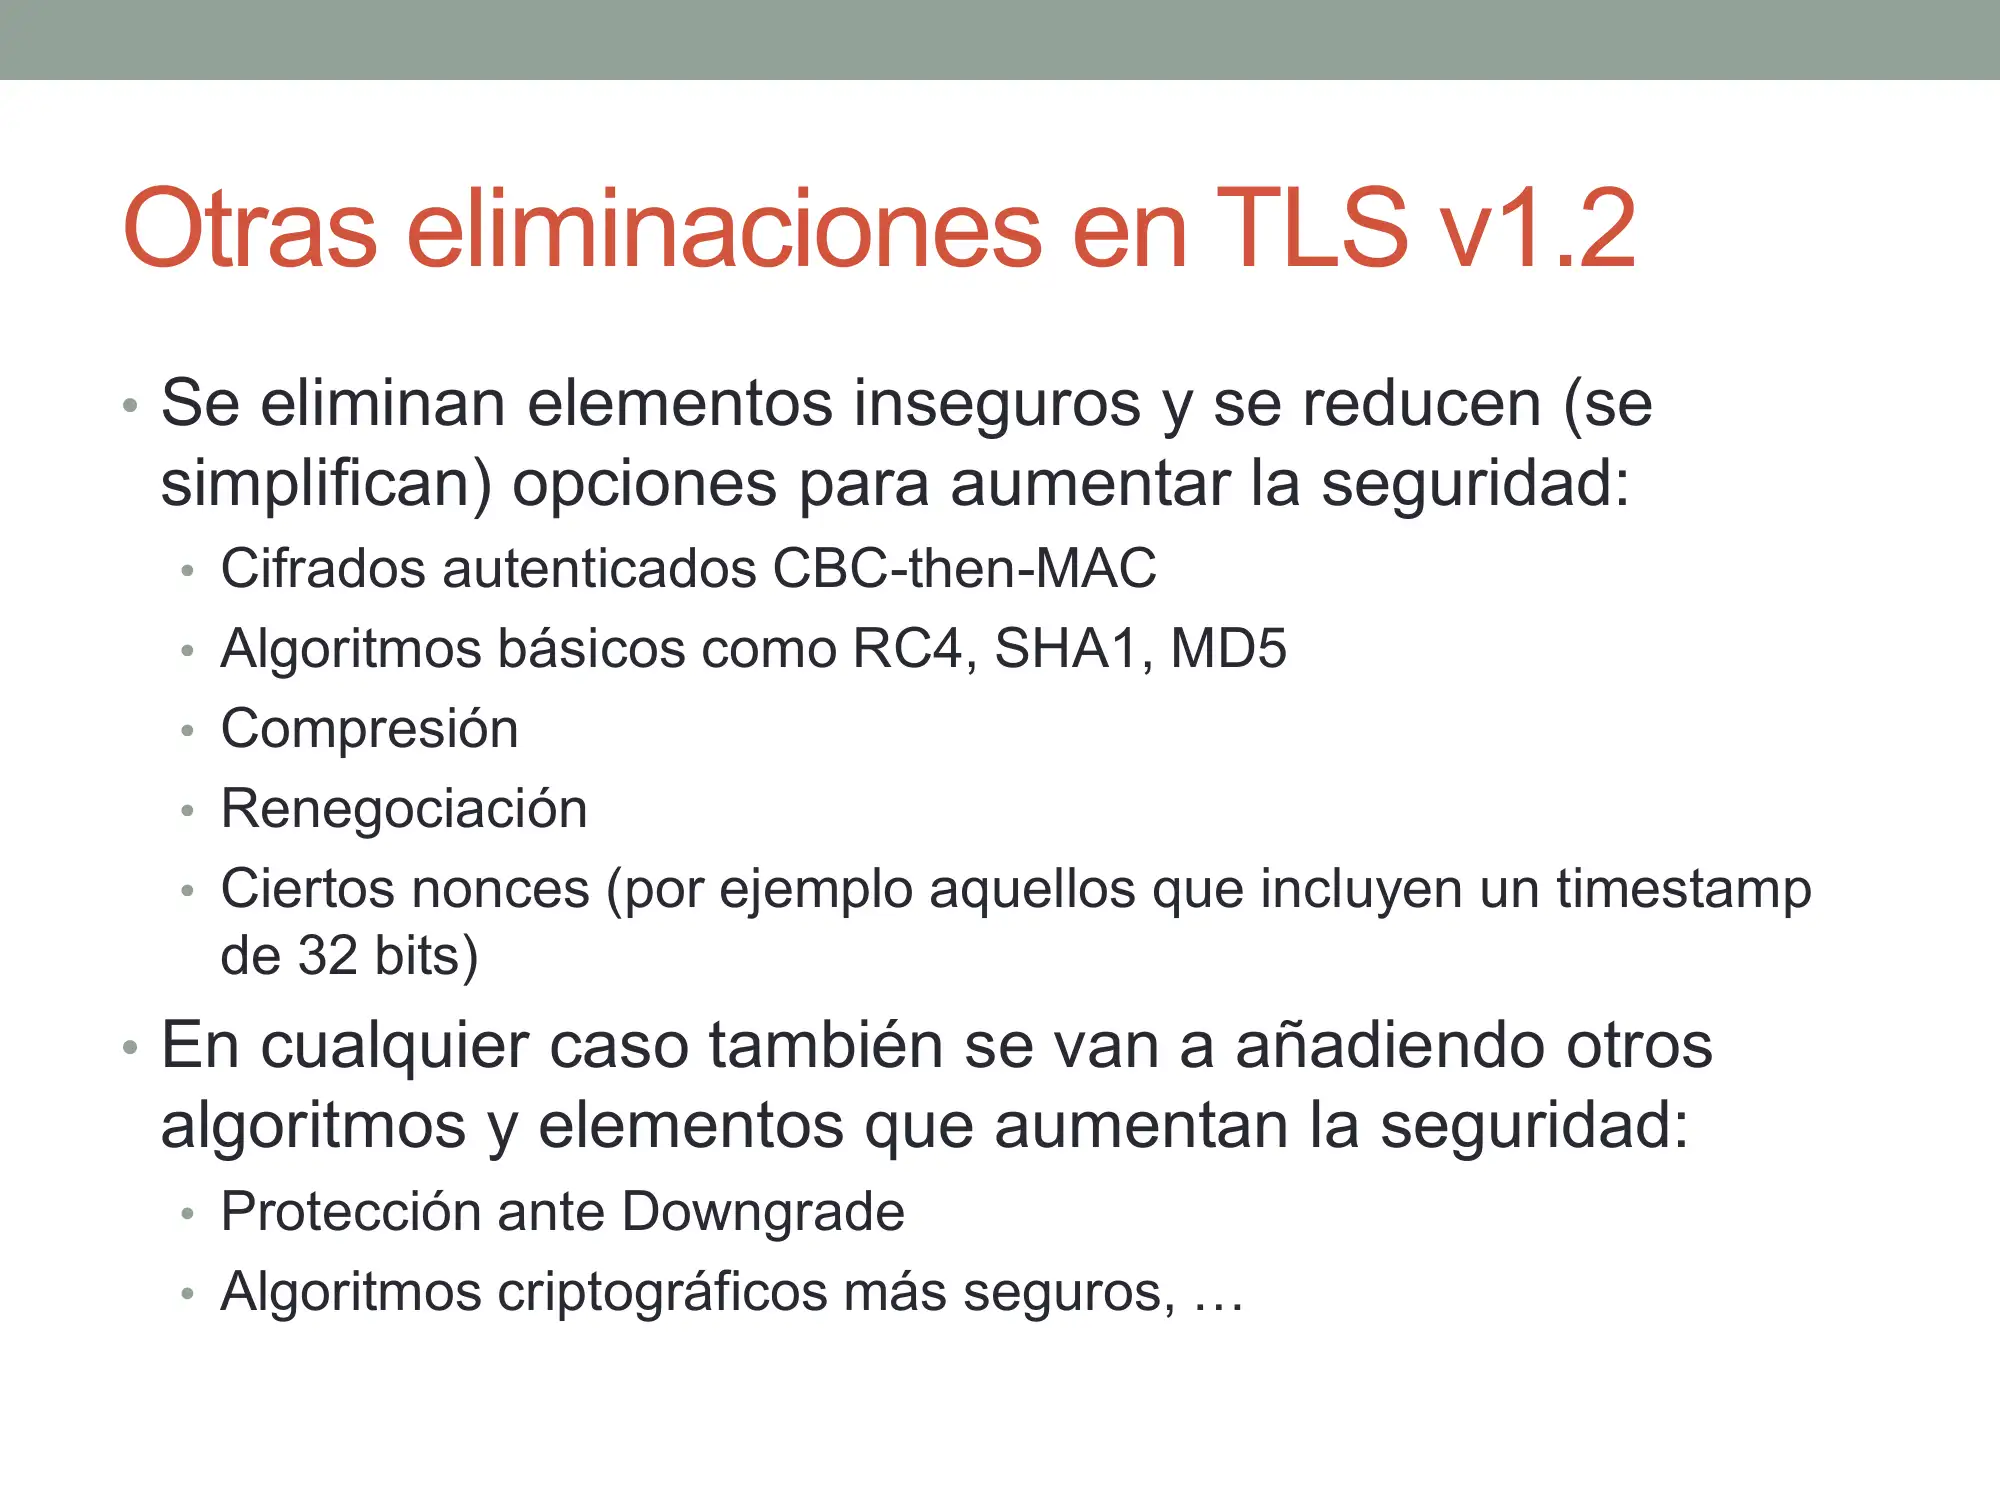 Otras eliminaciones en TLS v1.2
• Se eliminan elementos inseguros y se reducen (se
simplifican) opciones para aumentar la seguridad:
• Cifrados autenticados CBC-then-MAC
• Algoritmos básicos como RC4, SHA1, MD5
• Compresión
• Renegociación
• Ciertos nonces (por ejemplo aquellos que incluyen un timestamp
de 32 bits)
• En cualquier caso también se van a añadiendo otros
algoritmos y elementos que aumentan la seguridad:
• Protección ante Downgrade
• Algoritmos criptográficos más seguros, …